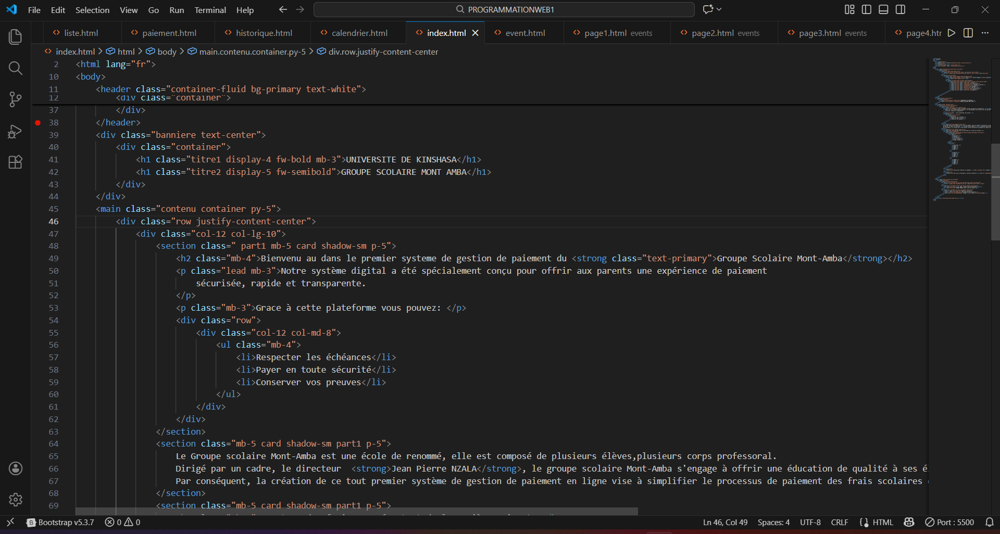 File Edit Selection View Go Run Terminal Help PROGRAMMATIONWEB1
liste.html paiement.html historique.html calendrier.html index.html event.html page1.html events page2.html events page3.html events page4.htr
index.html > html > body > main.contenu.container.py-5 > div.row.justify-content-center
2 <html lang="fr">
10 <body>
11 <header class="container-fluid bg-primary text-white">
12 <div class="container">
37 </div>
38 </header>
39 <div class="banniere text-center">
40 <div class="container">
41 <h1 class="titre1 display-4 fw-bold mb-3">UNIVERSITE DE KINSHASA</h1>
42 <h1 class="titre2 display-5 fw-semibold">GROUPE SCOLAIRE MONT AMBA</h1>
43 </div>
44 </div>
45 <main class="contenu container py-5">
46 <div class="row justify-content-center">
47 <div class="col-12 col-lg-10">
48 <section class=" part1 mb-5 card shadow-sm p-5">
49 <h2 class="mb-4">Bienvenu au dans le premier systeme de gestion de paiement du <strong class="text-primary">Groupe Scolaire Mont-Amba</strong></h2>
50 <p class="lead mb-3">Notre système digital a été spécialement conçu pour offrir aux parents une expérience de paiement
51 sécurisée, rapide et transparente.
52 </p>
53 <p class="mb-3">Grace à cette plateforme vous pouvez: </p>
54 <div class="row">
55 <div class="col-12 col-md-8">
56 <ul class="mb-4">
57 <li>Respecter les échéances</li>
58 <li>Payer en toute sécurité</li>
59 <li>Conserver vos preuves</li>
60 </ul>
61 </div>
62 </div>
63 </section>
64 <section class="mb-5 card shadow-sm part1 p-5">
65 Le Groupe scolaire Mont-Amba est une école de renommé, elle est composé de plusieurs élèves,plusieurs corps professoral.
66 Dirigé par un cadre, le directeur  <strong>Jean Pierre NZALA</strong>, le groupe scolaire Mont-Amba s'engage à offrir une éducation de qualité à ses é
67 Par conséquent, la création de ce tout premier système de gestion de paiement en ligne vise à simplifier le processus de paiement des frais scolaires
68 </section>
69 <section class="mb-5 card shadow-sm part1 p-5">
Bootstrap v5.3.7 0 0 Ln 46, Col 49 Spaces: 4 UTF-8 CRLF HTML Port : 5500